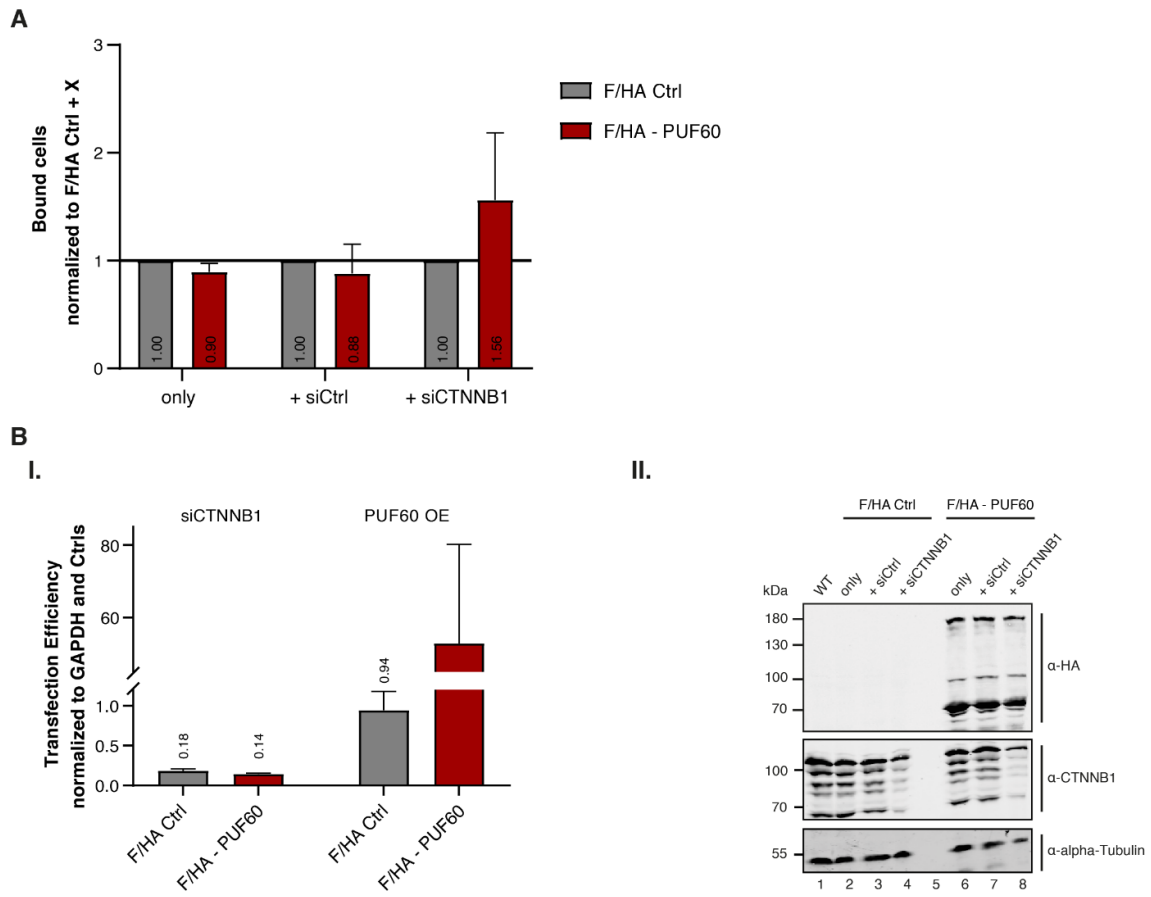 A
Bound cells
normalized to F/HA Ctrl + X
3
2
1
0
1.00
0.90
1.00
0.88
1.00
1.56
only
+ siCtrl
+ siCTNNB1
F/HA Ctrl
F/HA - PUF60
B
I.
Transfection Efficiency
normalized to GAPDH and Ctrls
siCTNNB1
PUF60 OE
80
60
1.0
0.5
0.0
0.18
0.14
0.94
F/HA Ctrl
F/HA - PUF60
F/HA Ctrl
F/HA - PUF60
II.
F/HA Ctrl
F/HA - PUF60
kDa
WT
only
+ siCtrl
+ siCTNNB1
only
+ siCtrl
+ siCTNNB1
180
130
100
70
α-HA
100
70
α-CTNNB1
55
α-alpha-Tubulin
1 2 3 4 5 6 7 8